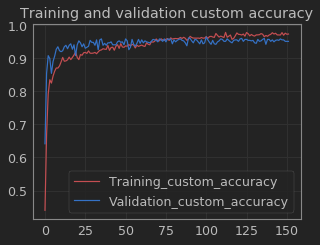 Training and validation custom accuracy
1.0
0.9
0.8
0.7
0.6
0.5
Training_custom_accuracy
Validation_custom_accuracy
0 25 50 75 100 125 150